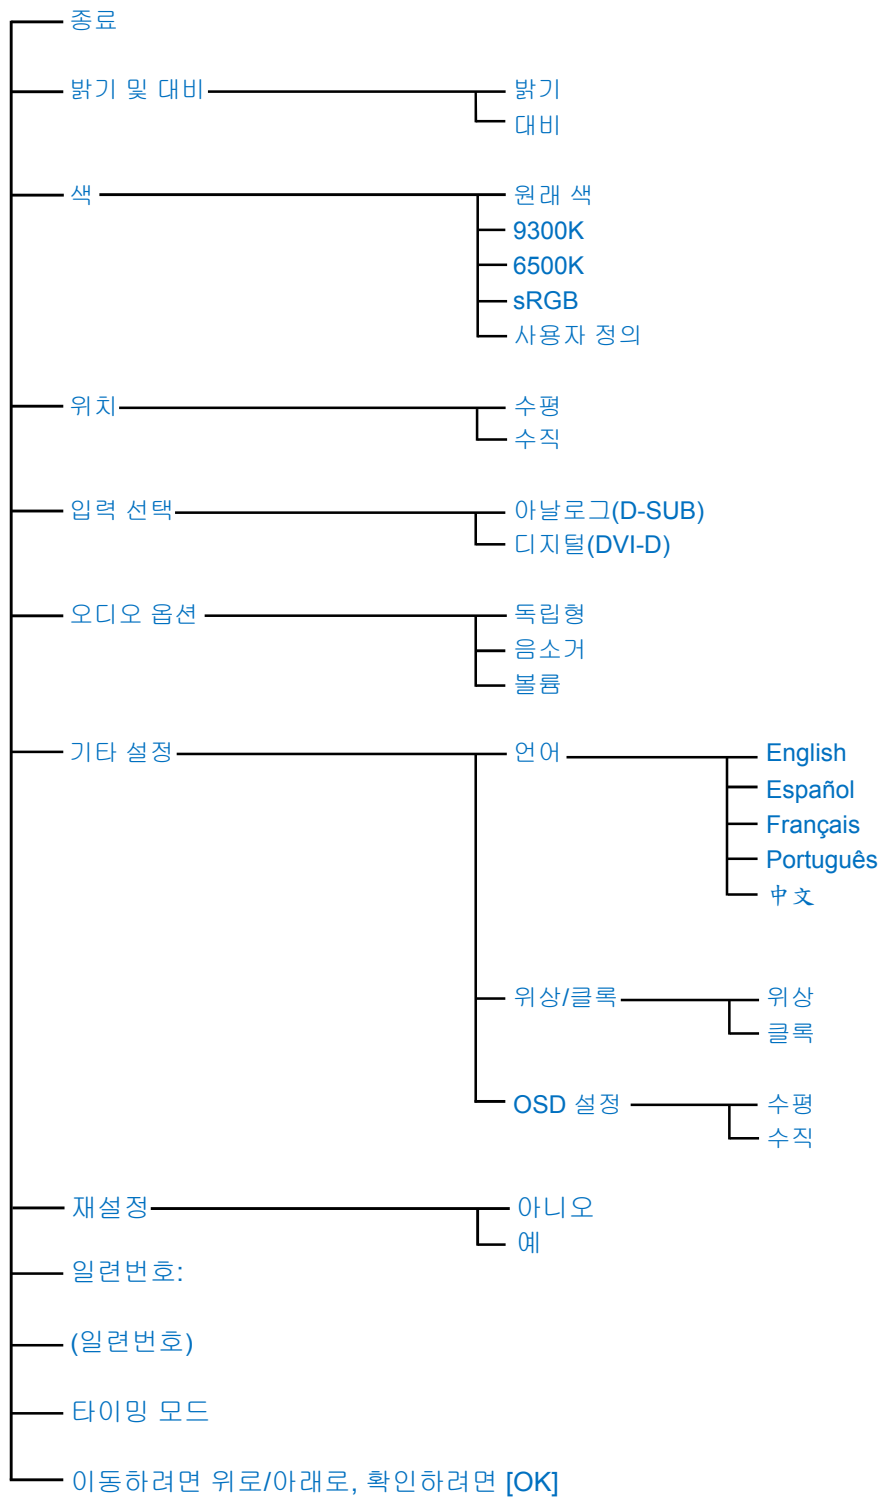 종료
밝기 및 대비
밝기
대비
색
원래 색
9300K
6500K
sRGB
사용자 정의
위치
수평
수직
입력 선택
아날로그(D-SUB)
디지털(DVI-D)
오디오 옵션
독립형
음소거
볼륨
기타 설정
언어
English
Español
Français
Português
中文
위상/클록
위상
클록
OSD 설정
수평
수직
재설정
아니오
예
일련번호:
(일련번호)
타이밍 모드
이동하려면 위로/아래로, 확인하려면 [OK]